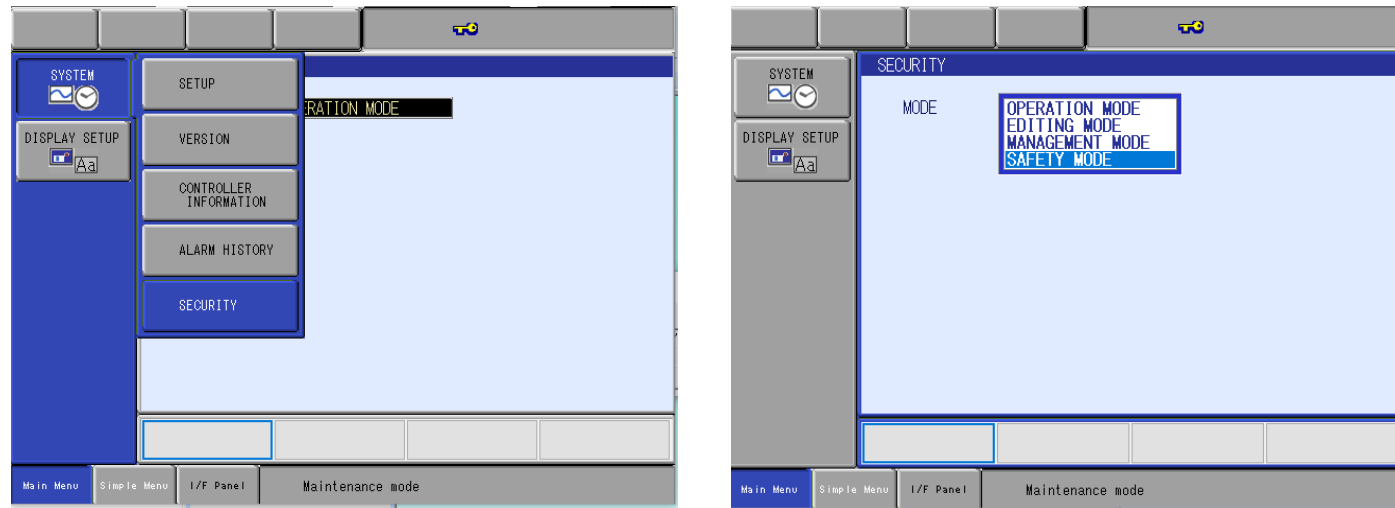 SYSTEM
DISPLAY SETUP
Aa
SETUP
VERSION
CONTROLLER
INFORMATION
ALARM HISTORY
SECURITY
ERATION MODE
Main Menu
Simple Menu
I/F Panel
Maintenance mode
SYSTEM
DISPLAY SETUP
Aa
SECURITY
MODE
OPERATION MODE
EDITING MODE
MANAGEMENT MODE
SAFETY MODE
Main Menu
Simple Menu
I/F Panel
Maintenance mode